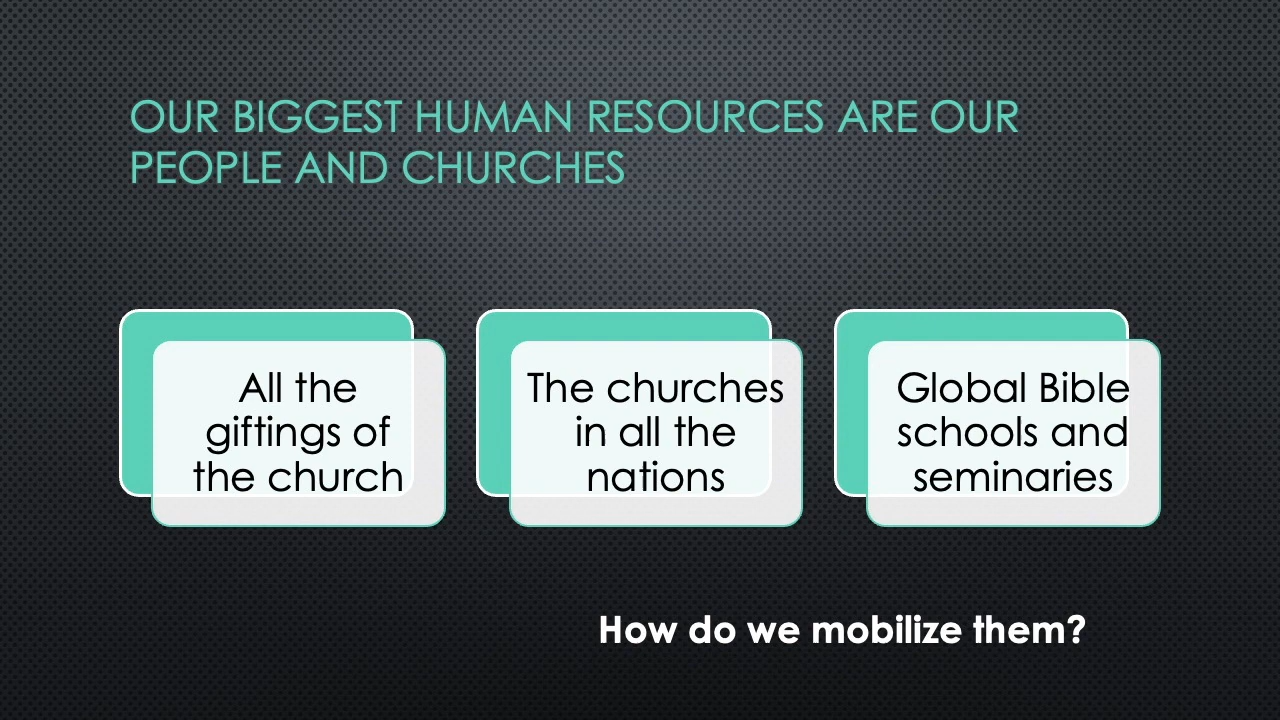 OUR BIGGEST HUMAN RESOURCES ARE OUR
PEOPLE AND CHURCHES
All the
giftings of
the church
The churches
in all the
nations
Global Bible
schools and
seminaries
How do we mobilize them?